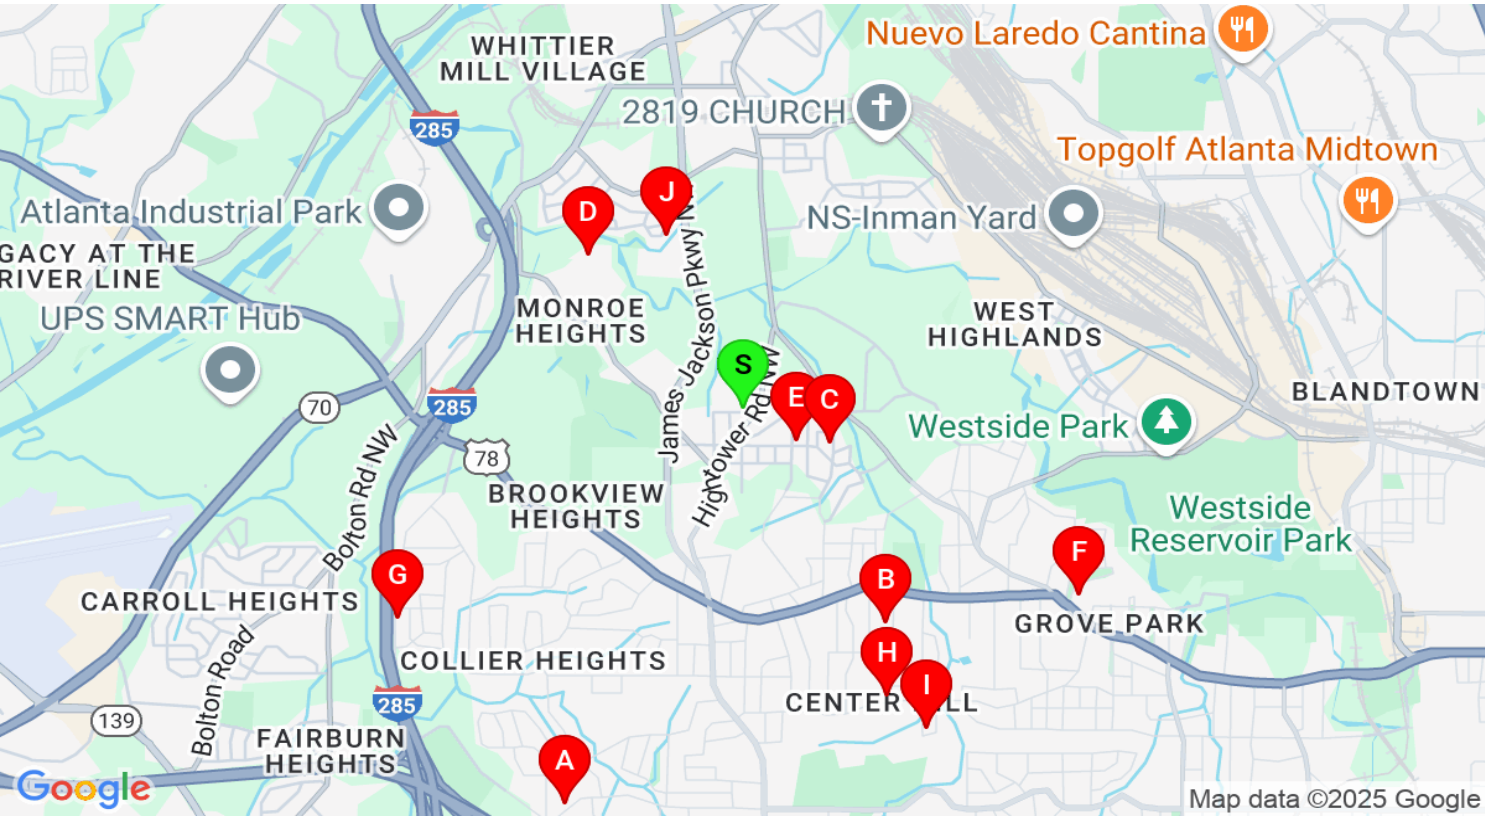 WHITTIER
MILL VILLAGE
Nuevo Laredo Cantina
2819 CHURCH
285
Topgolf Atlanta Midtown
Atlanta Industrial Park
D
J
NS-Inman Yard
GACY AT THE
RIVER LINE
UPS SMART Hub
MONROE
HEIGHTS
James Jackson Pkwy N
WEST
HIGHLANDS
S
E
C
Hightower Rd NW
BLANDTOWN
70
285
Westside Park
78
Bolton Rd NW
BROOKVIEW
HEIGHTS
Westside
Reservoir Park
G
B
F
CARROLL HEIGHTS
GROVE PARK
COLLIER HEIGHTS
H
I
CENTER
LL
Bolton Road
285
139
FAIRBURN
HEIGHTS
A
Google
Map data ©2025 Google